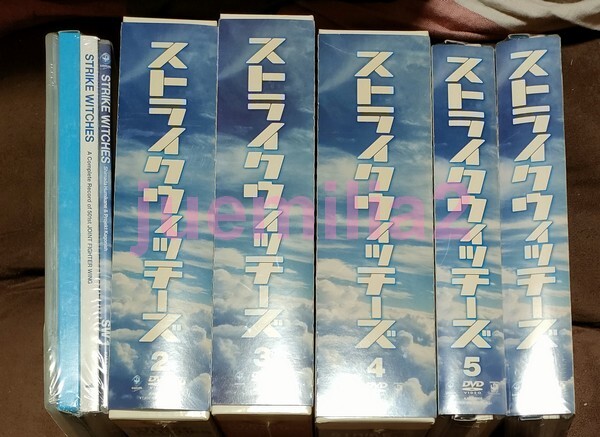 STRIKE WITCHES
A Complete Record of 501st JOINT FIGHTER WING
STRIKE WITCHES
ストライクウィッチーズ
2
ストライクウィッチーズ
3
ストライクウィッチーズ
4
ストライクウィッチーズ
5
DVD
VIDEO
ストライクウィッチーズ
juemilia2